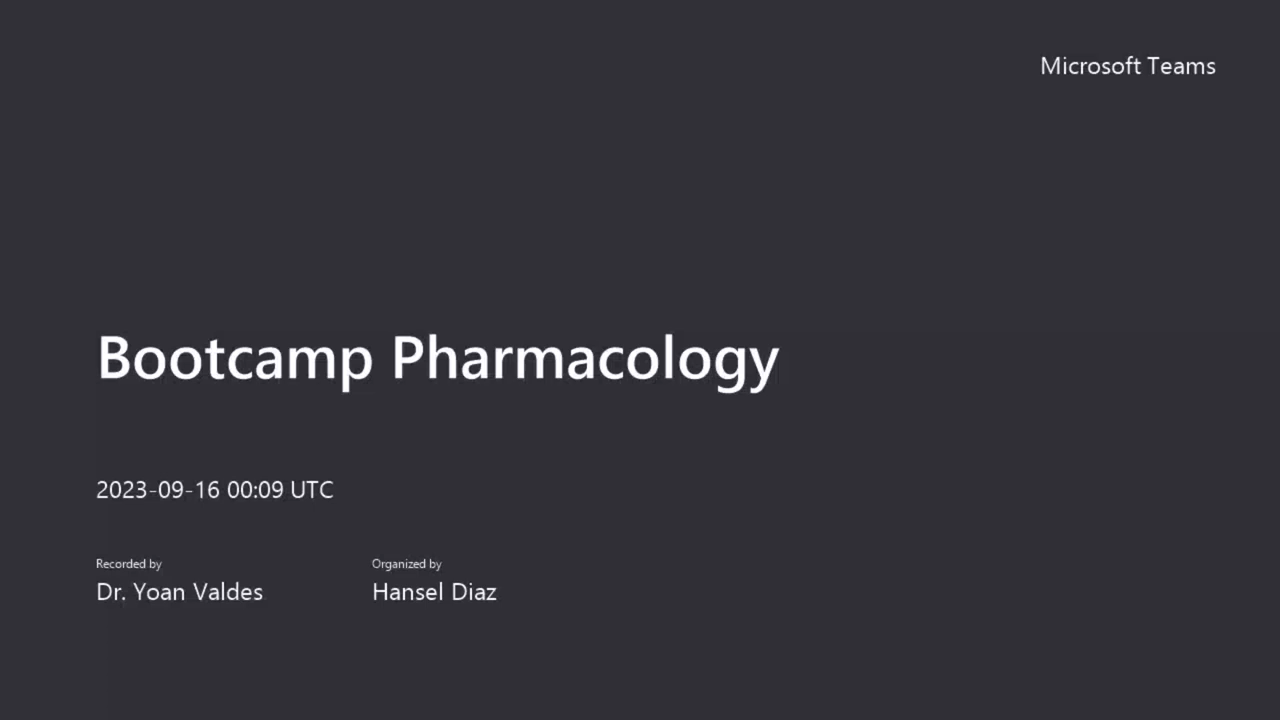 Microsoft Teams
Bootcamp Pharmacology
2023-09-16 00:09 UTC
Recorded by
Dr. Yoan Valdes
Organized by
Hansel Diaz